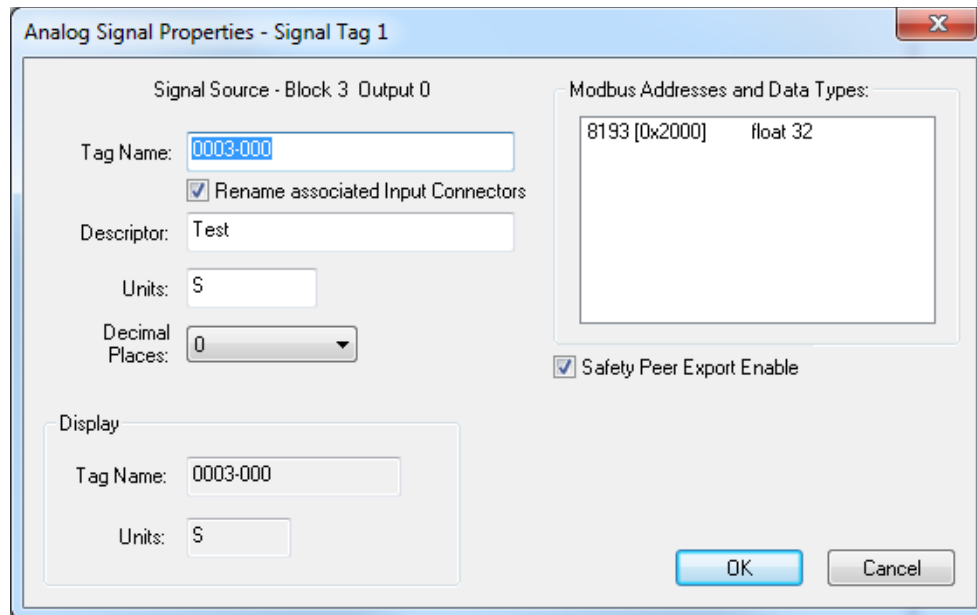 Analog Signal Properties - Signal Tag 1
Signal Source - Block 3 Output 0
Tag Name: 0003-000
Rename associated Input Connectors
Descriptor: Test
Units: S
Decimal Places: 0
Modbus Addresses and Data Types:
8193 [0x2000] float 32
Safety Peer Export Enable
Display
Tag Name: 0003-000
Units: S
OK Cancel